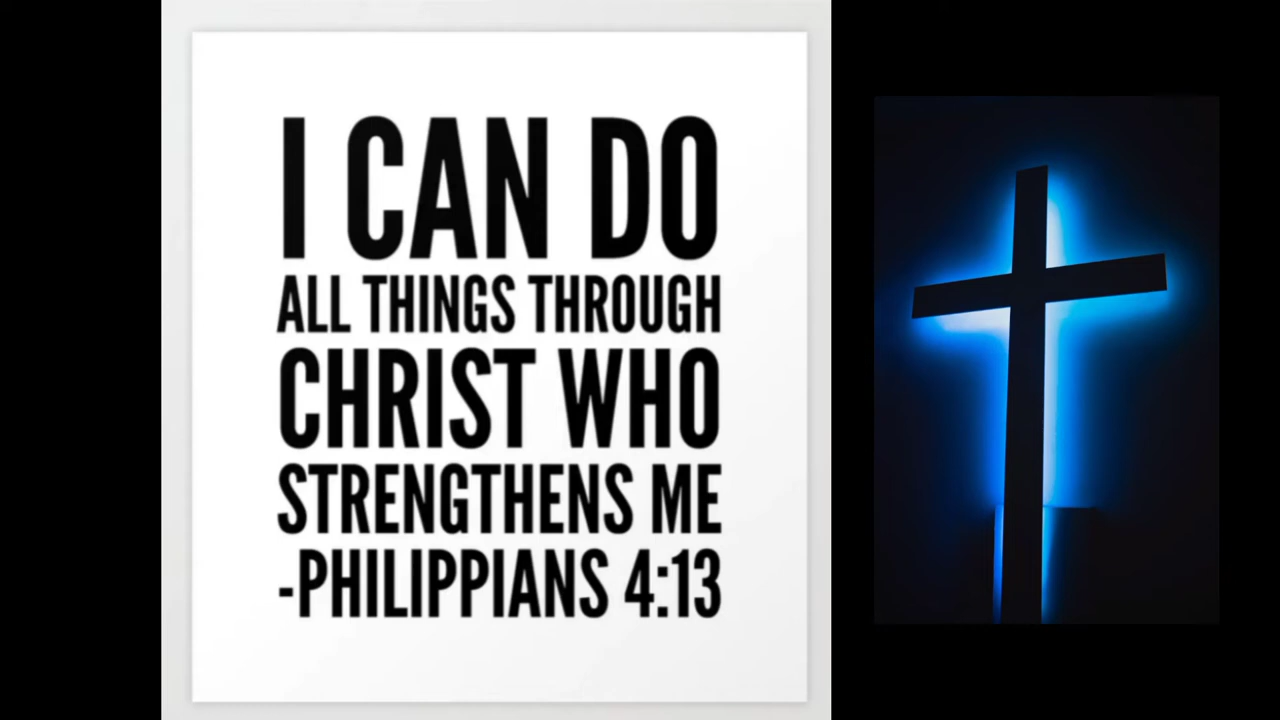 I CAN DO
ALL THINGS THROUGH
CHRIST WHO
STRENGTHENS ME
-PHILIPPIANS 4:13